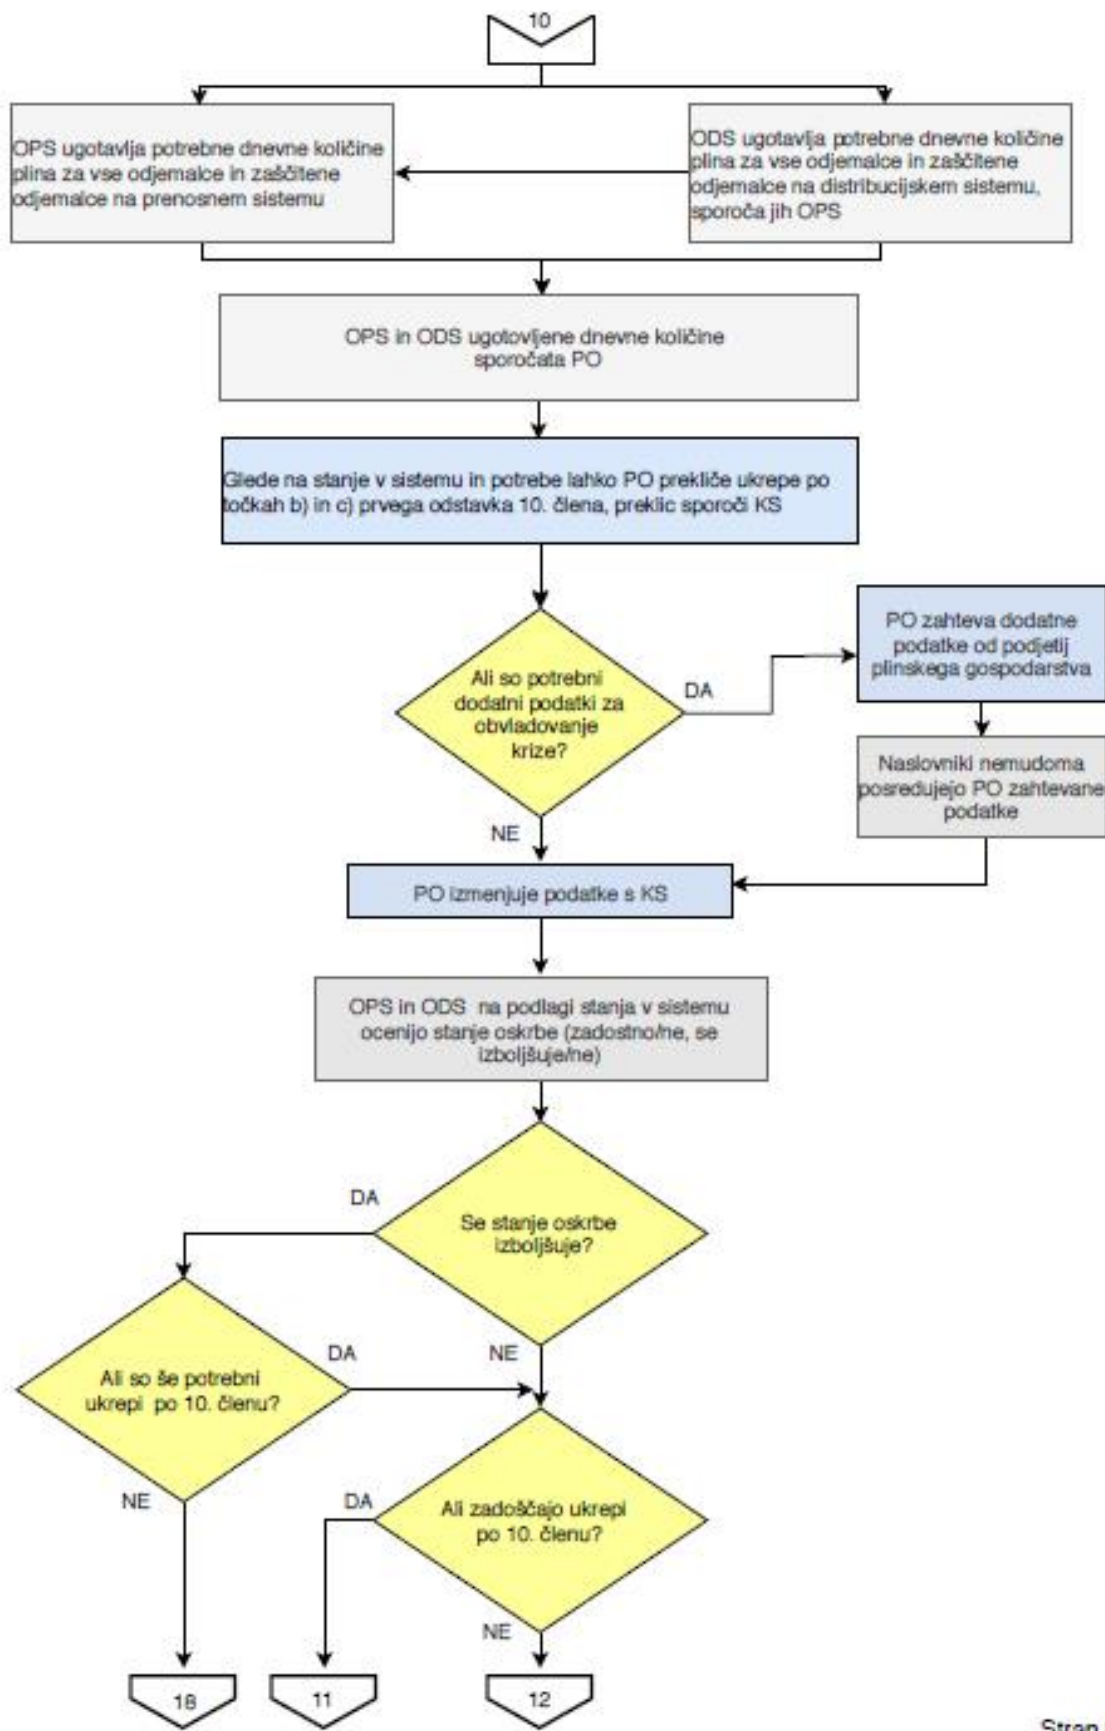 10
OPS ugotavlja potrebne dnevne količine
plina za vse odjemalce in zaščitene
odjemalce na prenosnem sistemu
ODS ugotavlja potrebne dnevne količine
plina za vse odjemalce in zaščitene
odjemalce na distribucijskem sistemu,
sporoča jih OPS
OPS in ODS ugotovljene dnevne količine
sporočata PO
Glede na stanje v sistemu in potrebe lahko PO prekliče ukrepe po
točkah b) in c) prvega odstavka 10. člena, preklic sporoči KS
Ali so potrebni
dodatni podatki za
obvladovanje
krize?
DA
PO zahteva dodatne
podatke od podjetij
plinskega gospodarstva
Naslovniki nemudoma
posredujejo PO zahtevane
podatke
NE
PO izmenjuje podatke s KS
OPS in ODS na podlagi stanja v sistemu
ocenijo stanje oskrbe (zadostno/ne, se
izboljšuje/ne)
DA
Se stanje oskrbe
izboljšuje?
NE
Ali so še potrebni
ukrepi po 10. členu?
DA
NE
DA
Ali zadoščajo ukrepi
po 10. členu?
NE
18
11
12
Stran